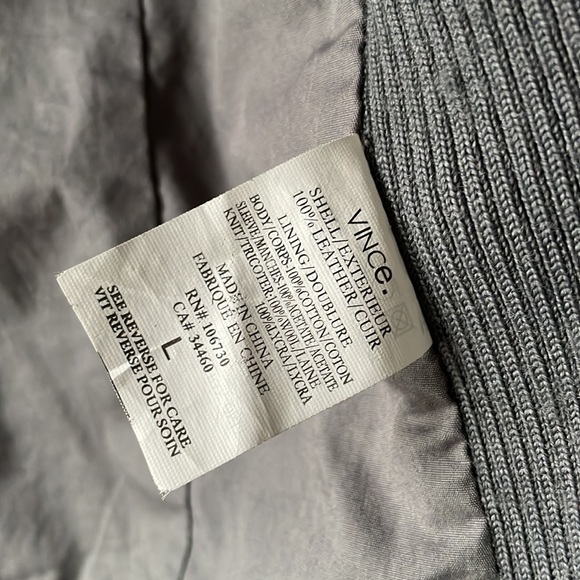 VINCE.
SHELL/EXTERIEUR
100% LEATHER/CUIR
LINING/DOUBLURE
BODY/CORPS-100%COTTON/COTON
SLEEVE/MANCHES-100%ACETATE/ACETATE
KNIT/TRICOTER:100%WOOL/LAINE
100%LYCRA/LYCRA
MADE IN CHINA
FABRIQUÉ EN CHINE
RN# 106730
CA# 34460
L
SEE REVERSE FOR CARE
VIT REVERSE POUR SOIN